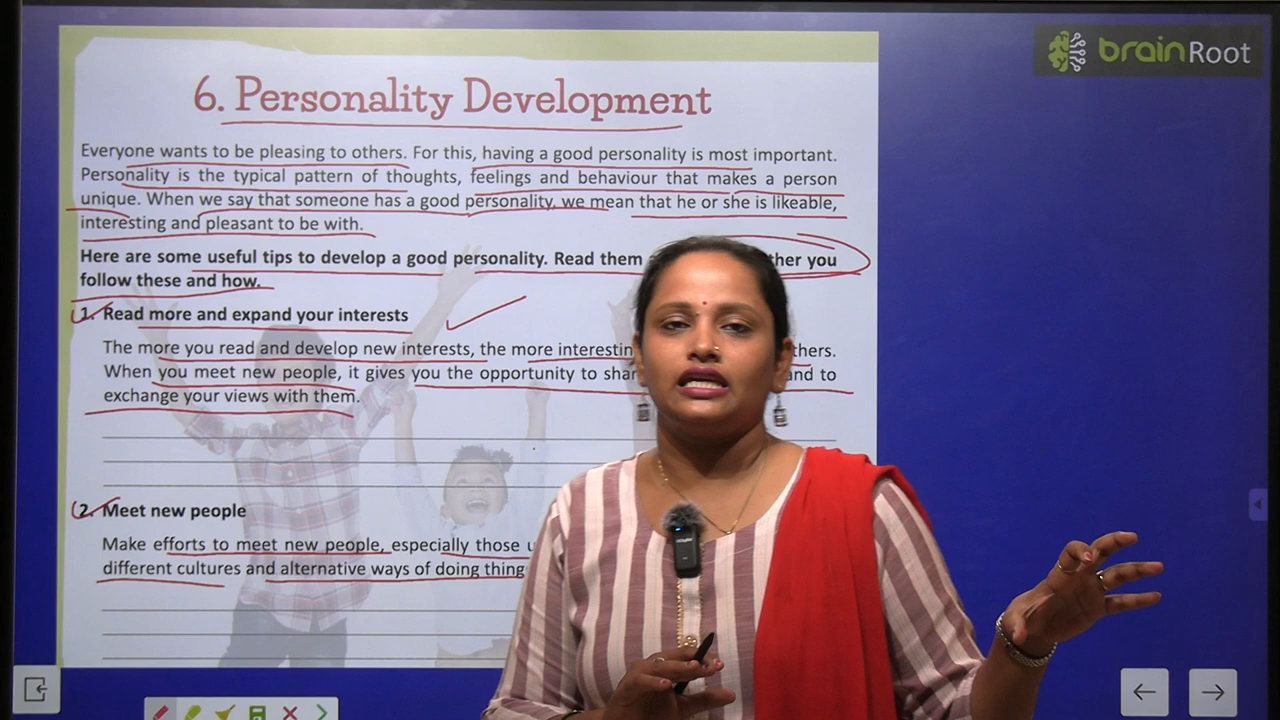 brainRoot
6. Personality Development
Everyone wants to be pleasing to others. For this, having a good personality is most important.
Personality is the typical pattern of thoughts, feelings and behaviour that makes a person
unique. When we say that someone has a good personality, we mean that he or she is likeable,
interesting and pleasant to be with.
Here are some useful tips to develop a good personality. Read them you
follow these and how.
1. Read more and expand your interests
The more you read and develop new interests, the more
When you meet new people, it gives you the opportunity to and to
exchange your views with them.
2. Meet new people
Make efforts to meet new people, especially those
different cultures and alternative ways of doing